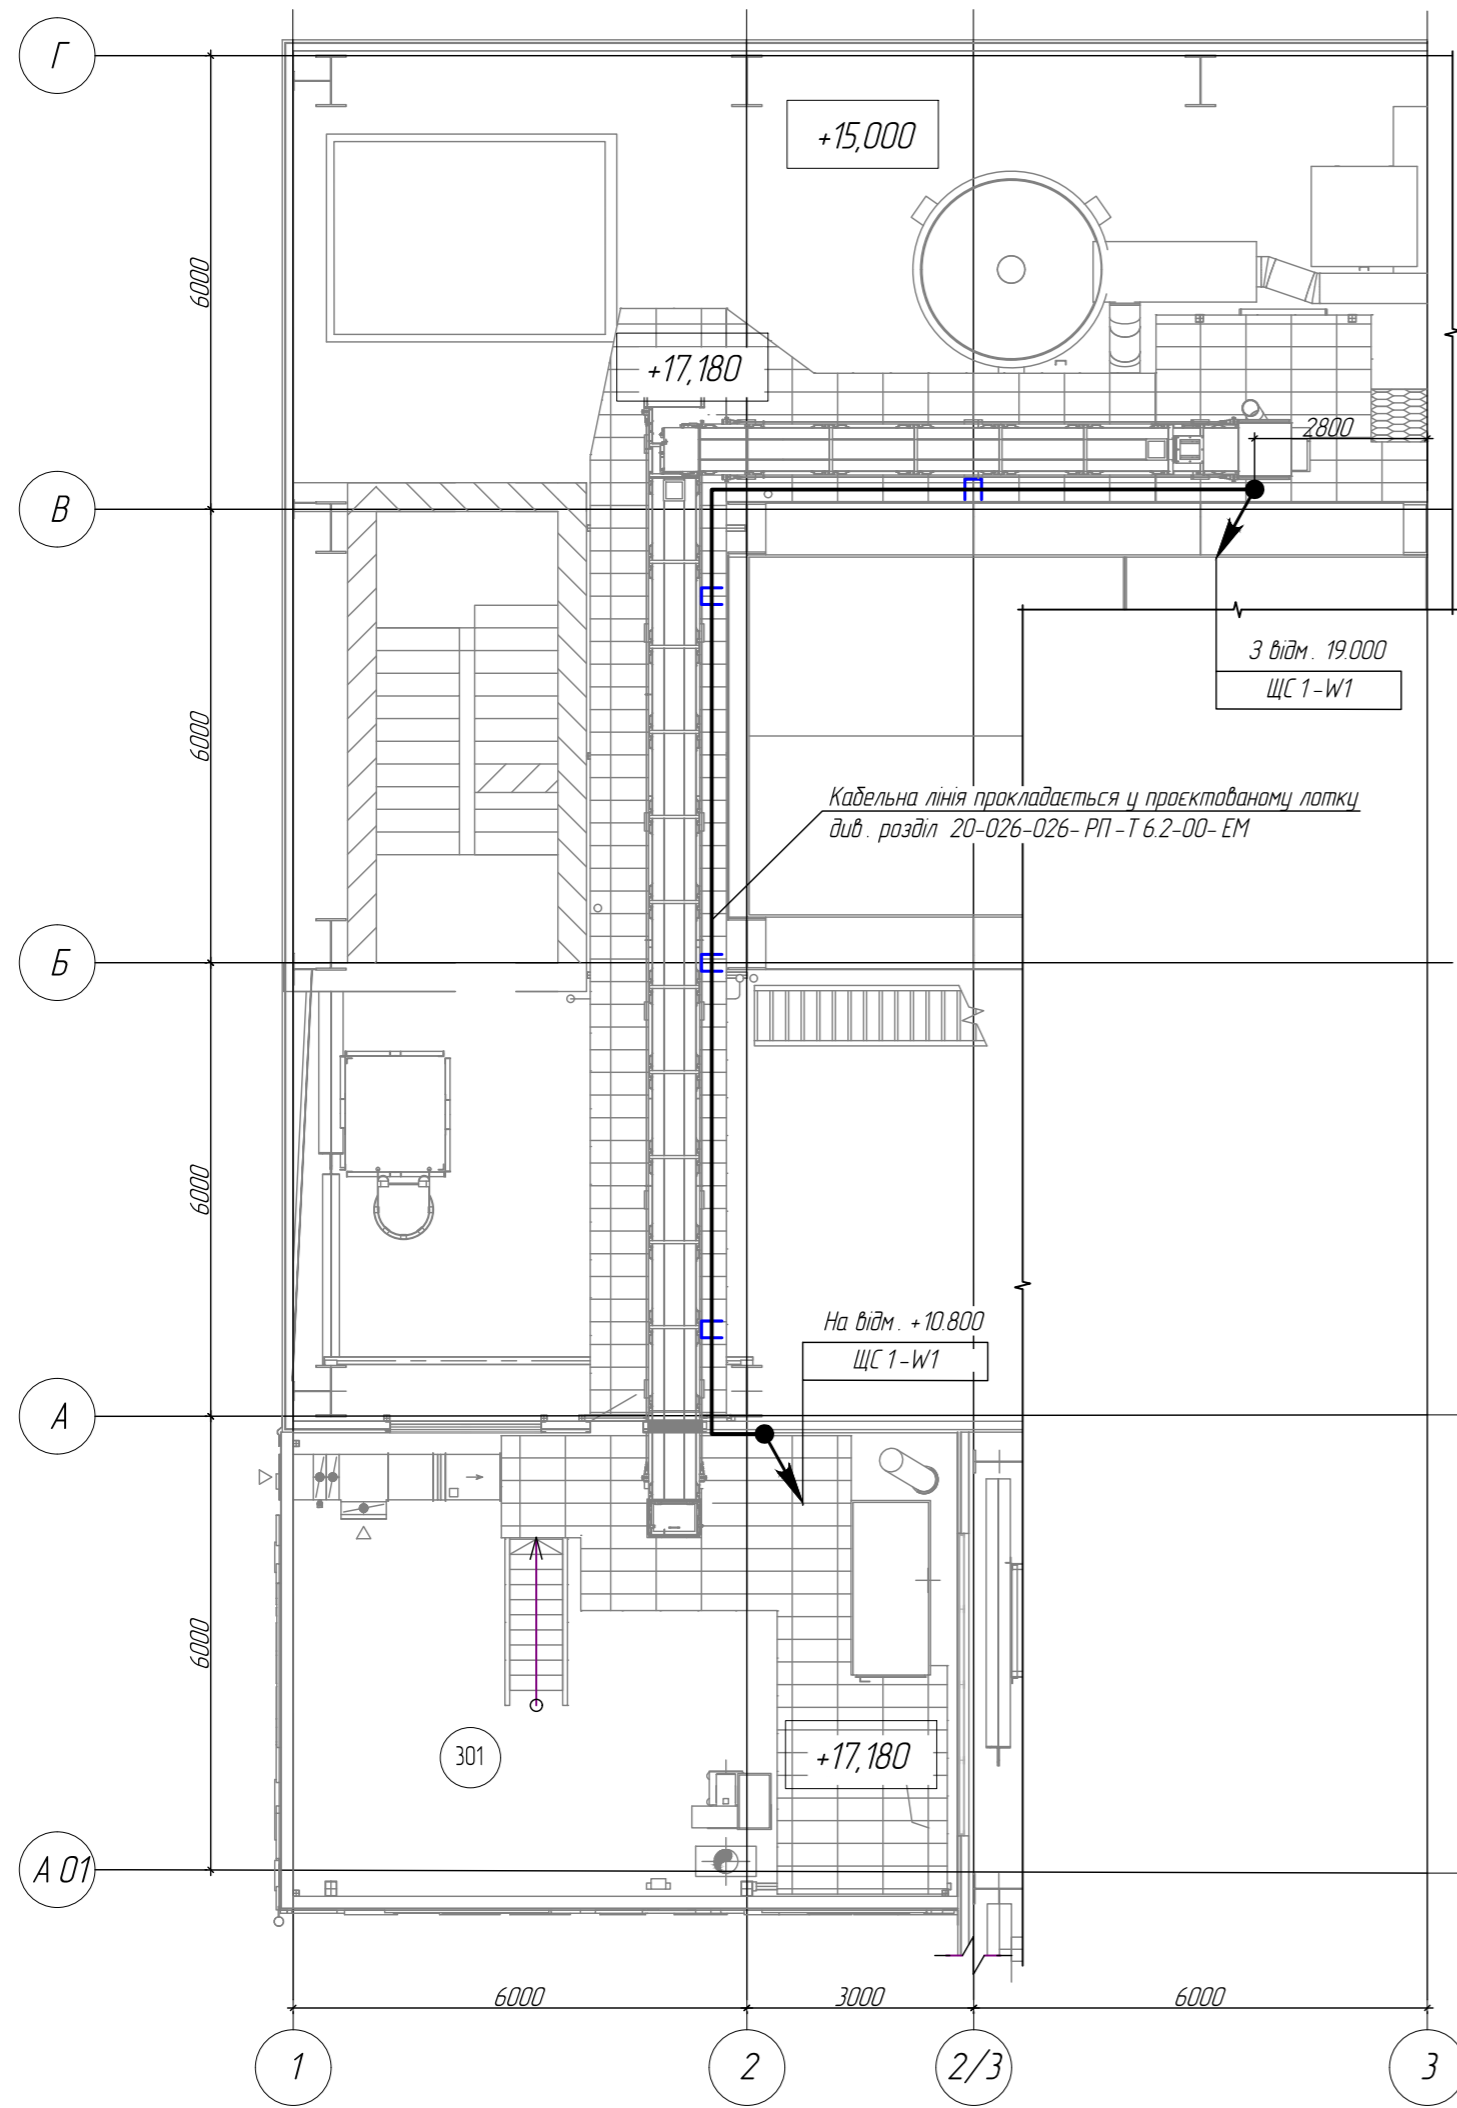 Г
+15,000
6000
+17,180
2800
В
З відм. 19.000
ЩС 1-W1
6000
Кабельна лінія прокладається у проєктованому лотку
див. розділ 20-026-026-РП-Т6.2-00-ЕМ
Б
6000
На відм. +10.800
ЩС 1-W1
А
6000
301
+17,180
А 01
6000
3000
6000
1
2
2/3
3